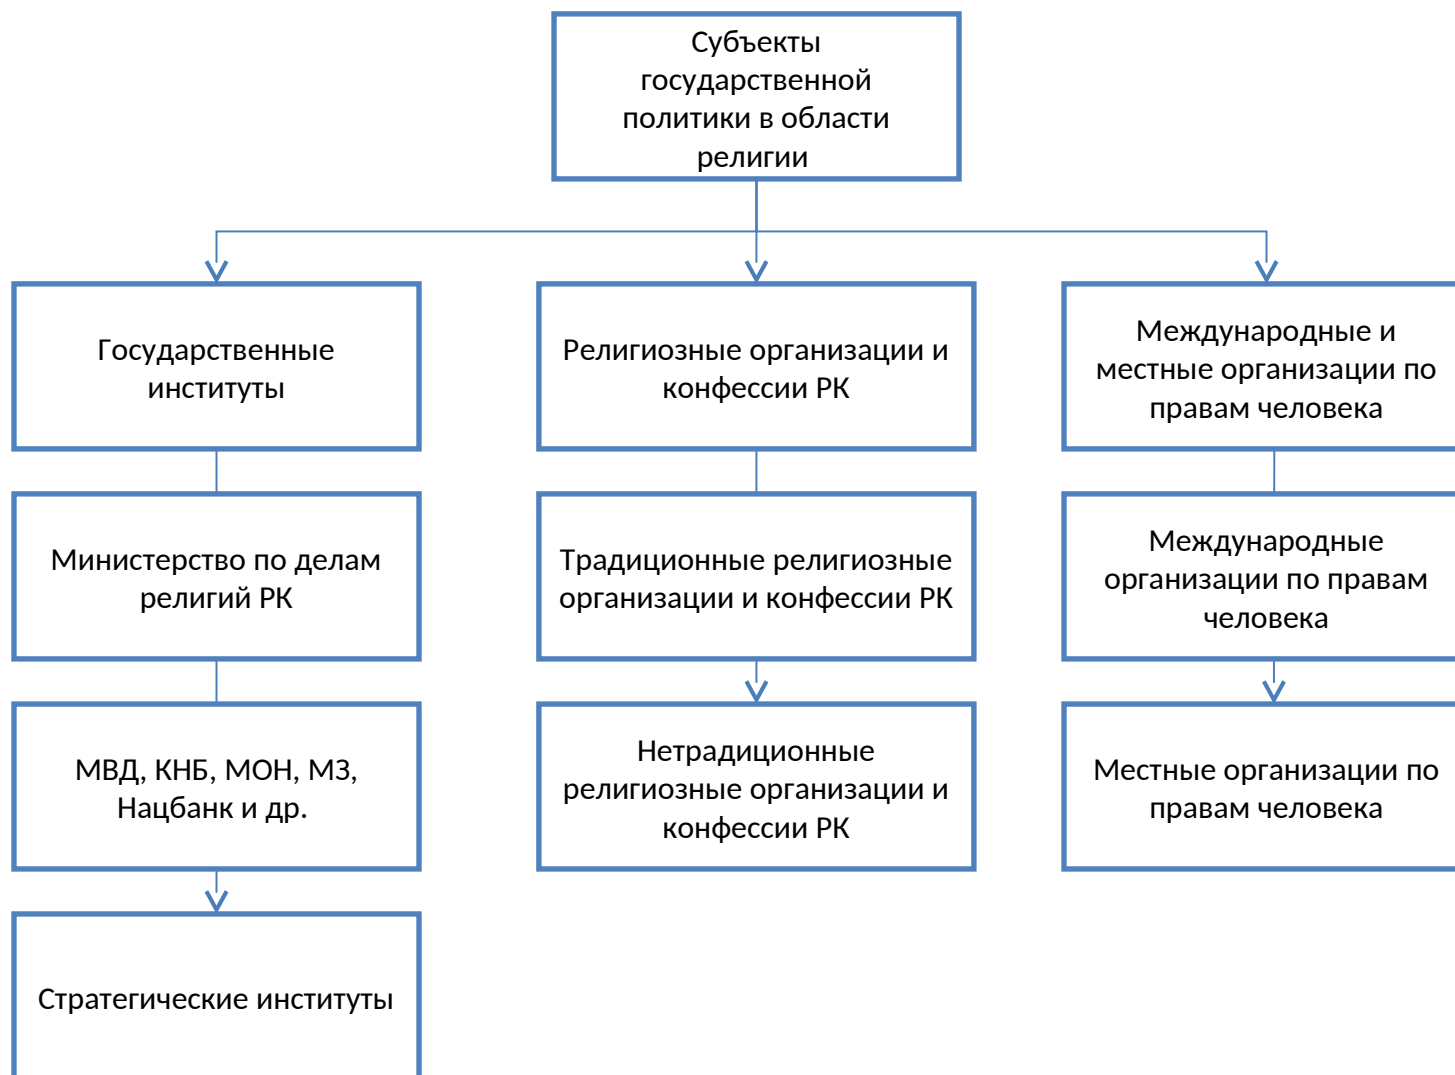 Субъекты
государственной
политики в области
религии
Государственные
институты
Религиозные организации и
конфессии РК
Международные и
местные организации по
правам человека
Министерство по делам
религий РК
Традиционные религиозные
организации и конфессии РК
Международные
организации по правам
человека
МВД, КНБ, МОН, МЗ,
Нацбанк и др.
Нетрадиционные
религиозные организации и
конфессии РК
Местные организации по
правам человека
Стратегические институты